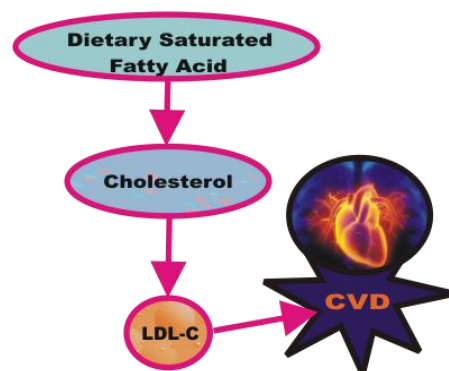 Dietary Saturated
Fatty Acid
Cholesterol
LDL-C
CVD